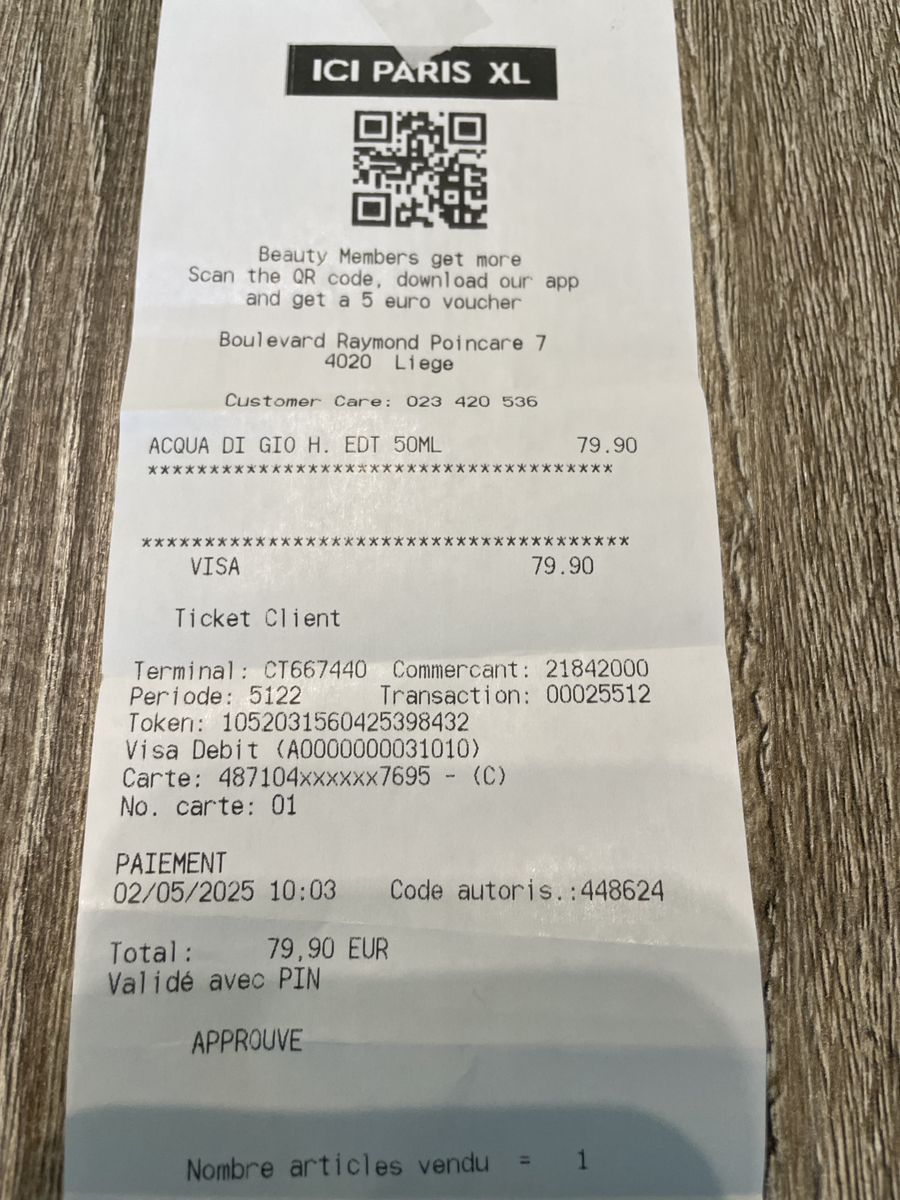 ICI PARIS XL
Beauty Members get more
Scan the QR code, download our app
and get a 5 euro voucher
Boulevard Raymond Poincare 7
4020 Liege
Customer Care: 023 420 536
ACQUA DI GIO H. EDT 50ML 79.90
***************************************
*****************************************
VISA 79.90
Ticket Client
Terminal: CT667440 Commercant: 21842000
Periode: 5122 Transaction: 00025512
Token: 1052031560425398432
Visa Debit (A0000000031010)
Carte: 487104xxxxxx7695 - (C)
No. carte: 01
PAIEMENT
02/05/2025 10:03 Code autoris.:448624
Total: 79,90 EUR
Validé avec PIN
APPROUVE
Nombre articles vendu = 1